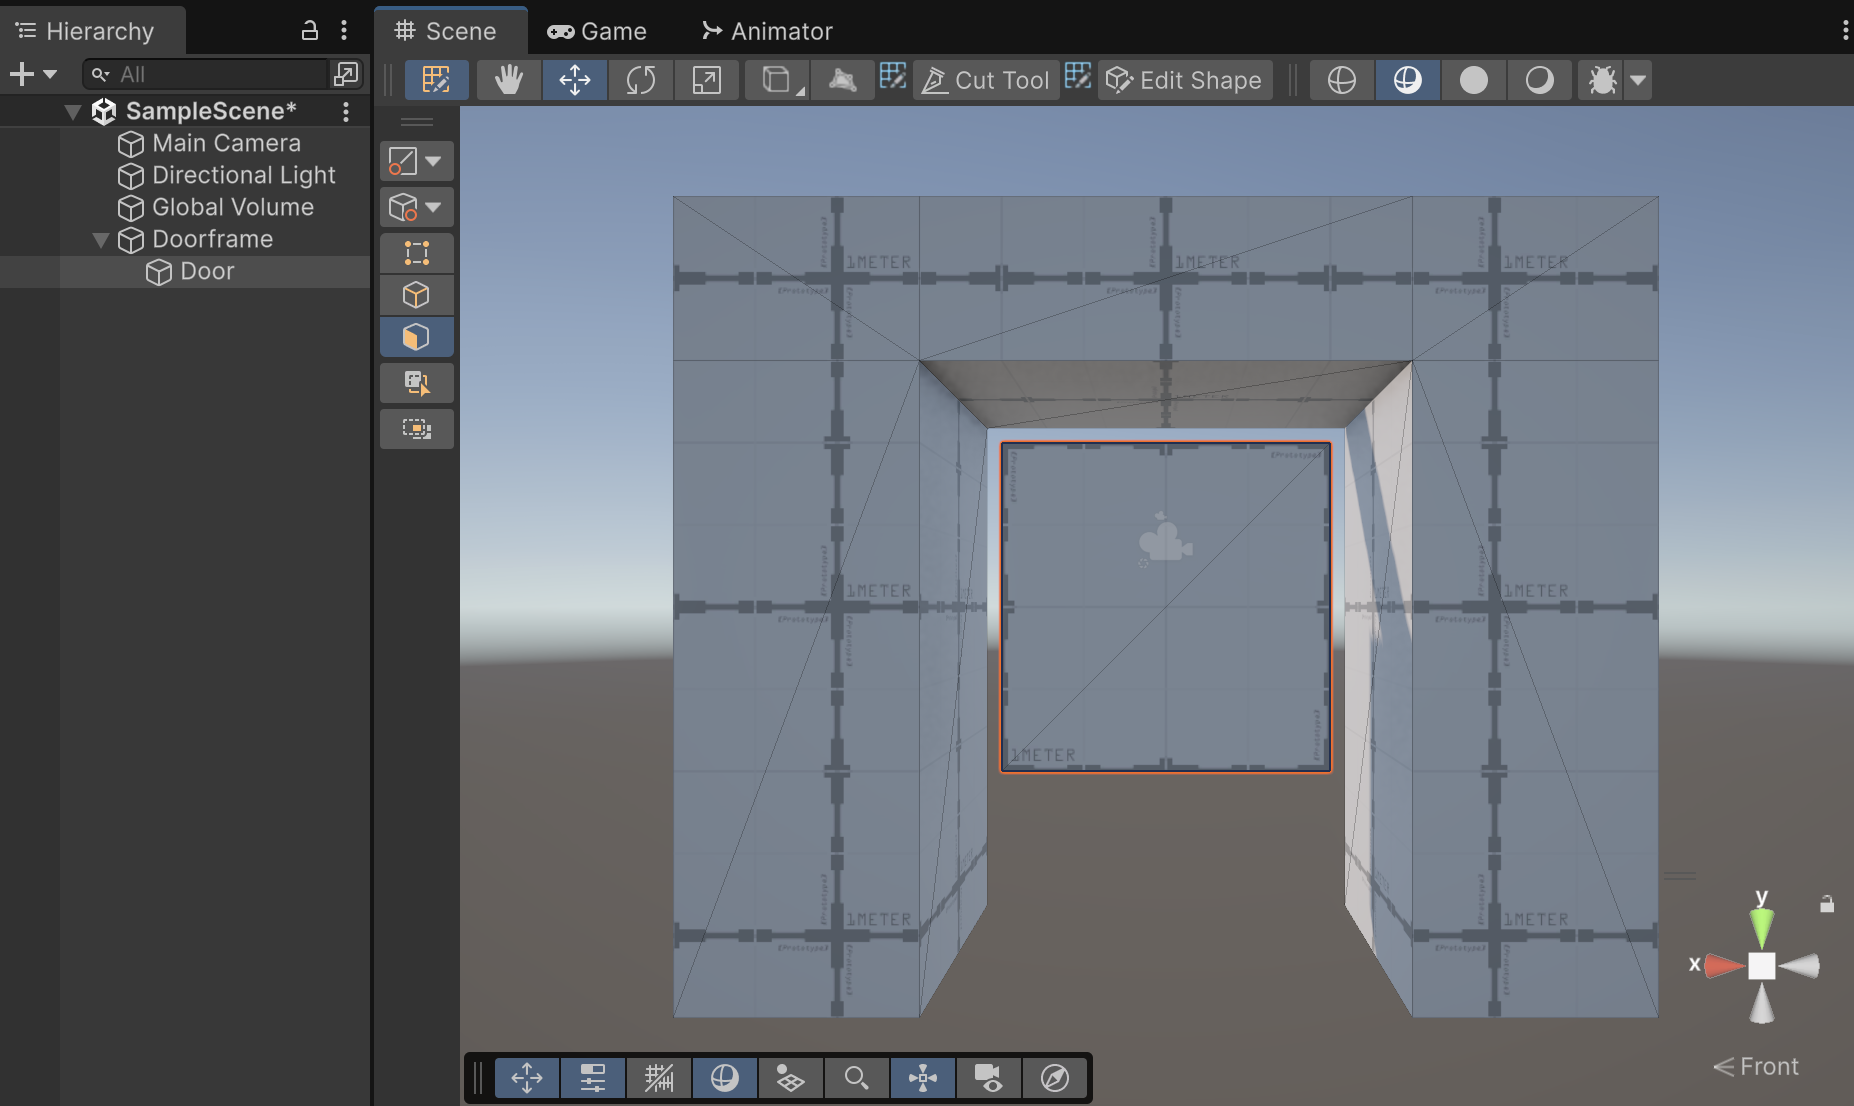 Hierarchy
Scene
Game
Animator
All
Cut Tool
Edit Shape
SampleScene*
Main Camera
Directional Light
Global Volume
Doorframe
Door
1METER
1METER
1METER
1METER
1METER
1METER
1METER
1METER
y
x
Front